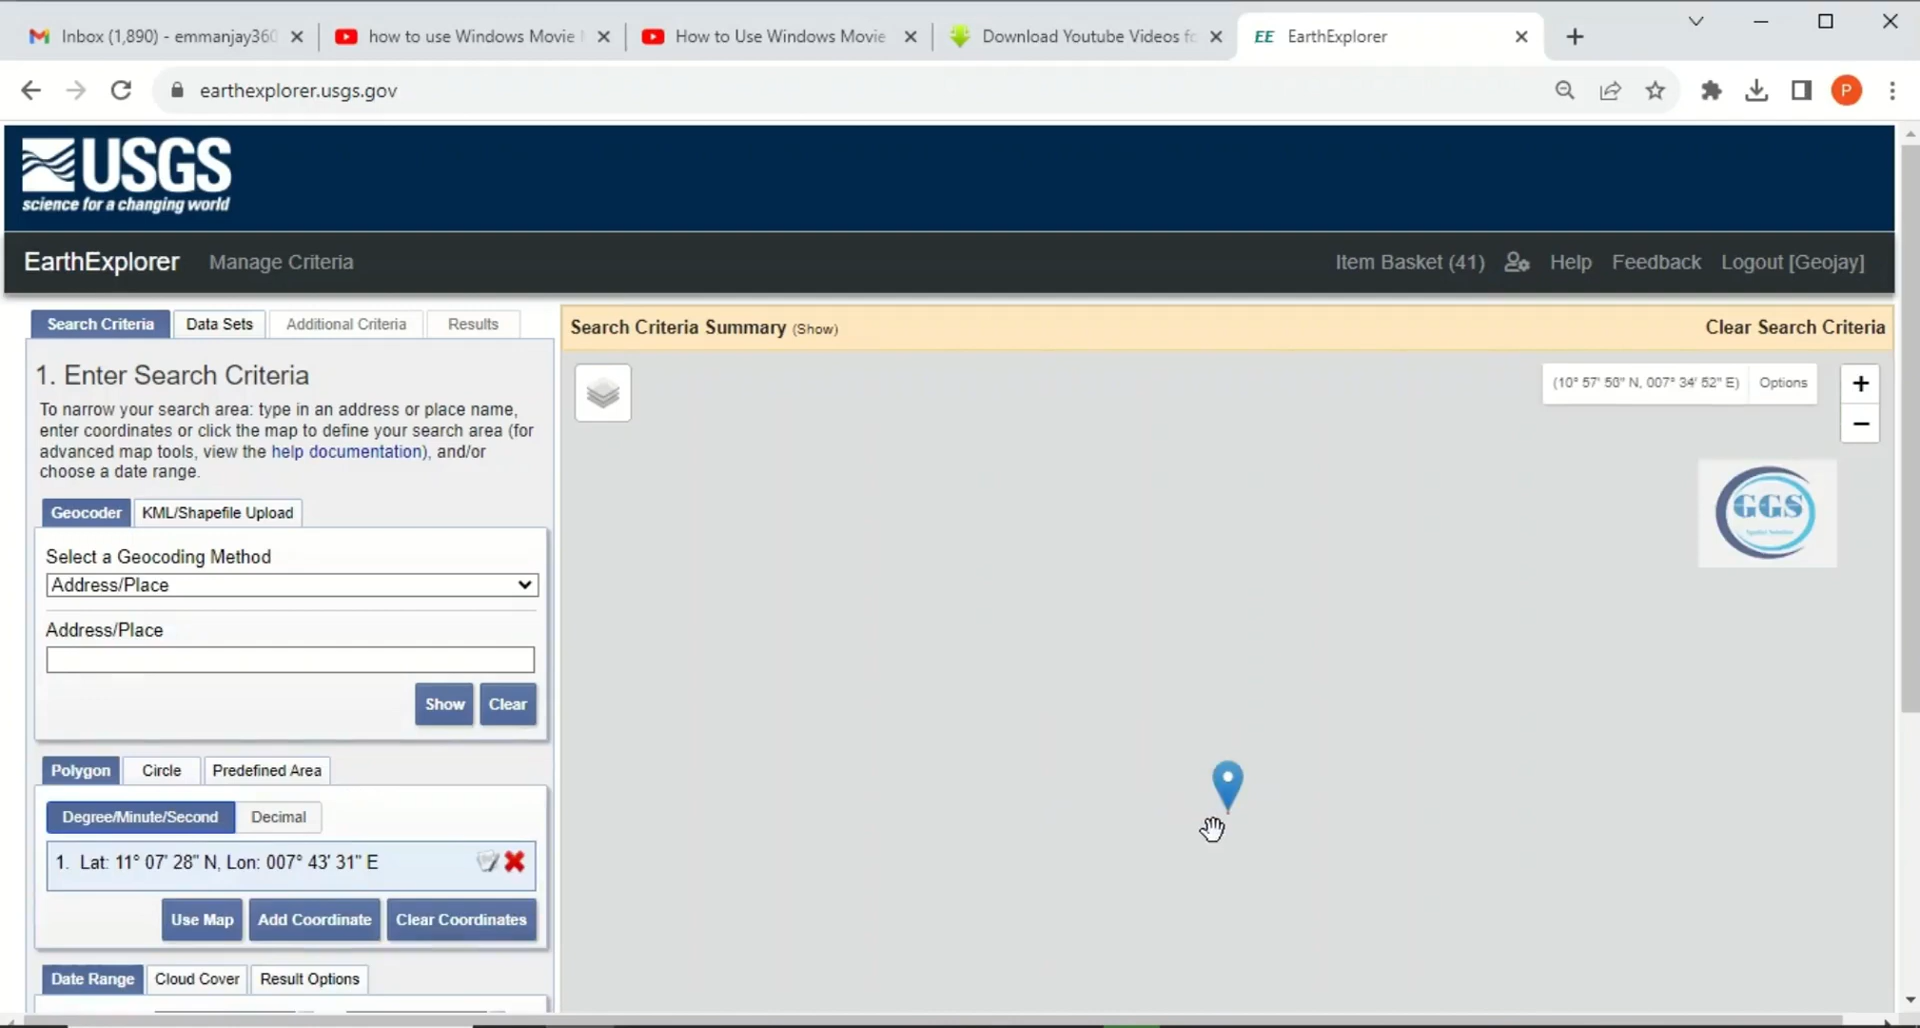 Inbox (1,890) - emmanjay360
how to use Windows Movie
How to Use Windows Movie
Download Youtube Videos fo
EE EarthExplorer
earthexplorer.usgs.gov
P
USGS
science for a changing world
EarthExplorer
Manage Criteria
Item Basket (41)
Help
Feedback
Logout [Geojay]
Search Criteria
Data Sets
Additional Criteria
Results
1. Enter Search Criteria
To narrow your search area: type in an address or place name,
enter coordinates or click the map to define your search area (for
advanced map tools, view the help documentation), and/or
choose a date range.
Geocoder
KML/Shapefile Upload
Select a Geocoding Method
Address/Place
Address/Place
Show
Clear
Polygon
Circle
Predefined Area
Degree/Minute/Second
Decimal
1. Lat: 11° 07' 28" N, Lon: 007° 43' 31" E
Use Map
Add Coordinate
Clear Coordinates
Date Range
Cloud Cover
Result Options
Search Criteria Summary (Show)
Clear Search Criteria
(10° 57' 50" N, 007° 34' 52" E)
Options
+
−
GGS